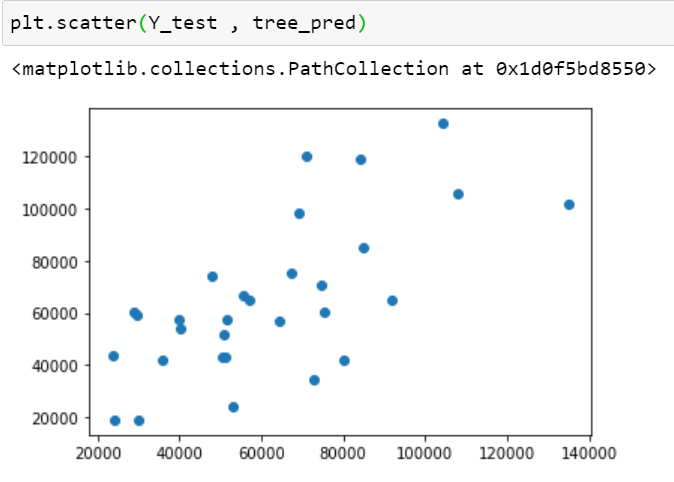 plt.scatter(Y_test , tree_pred)
<matplotlib.collections.PathCollection at 0x1d0f5bd8550>
120000
100000
80000
60000
40000
20000
20000 40000 60000 80000 100000 120000 140000